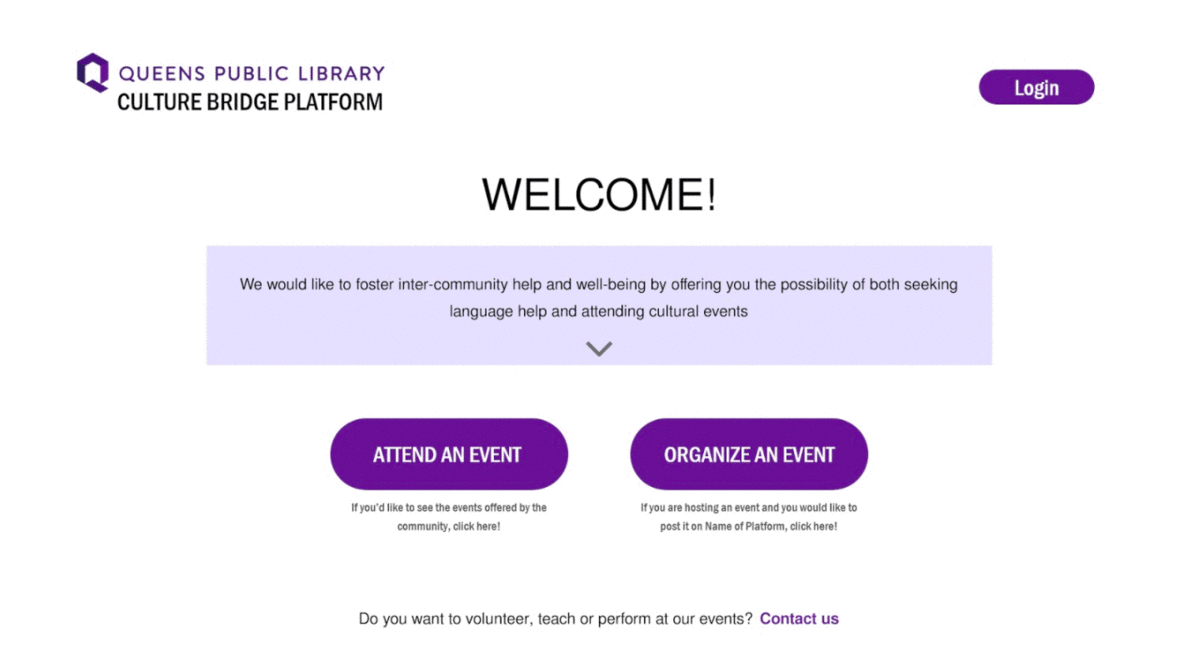 QUEENS PUBLIC LIBRARY
CULTURE BRIDGE PLATFORM
Login
WELCOME!
We would like to foster inter-community help and well-being by offering you the possibility of both seeking
language help and attending cultural events
ATTEND AN EVENT
ORGANIZE AN EVENT
If you'd like to see the events offered by the
community, click here!
If you are hosting an event and you would like to
post it on Name of Platform, click here!
Do you want to volunteer, teach or perform at our events? Contact us